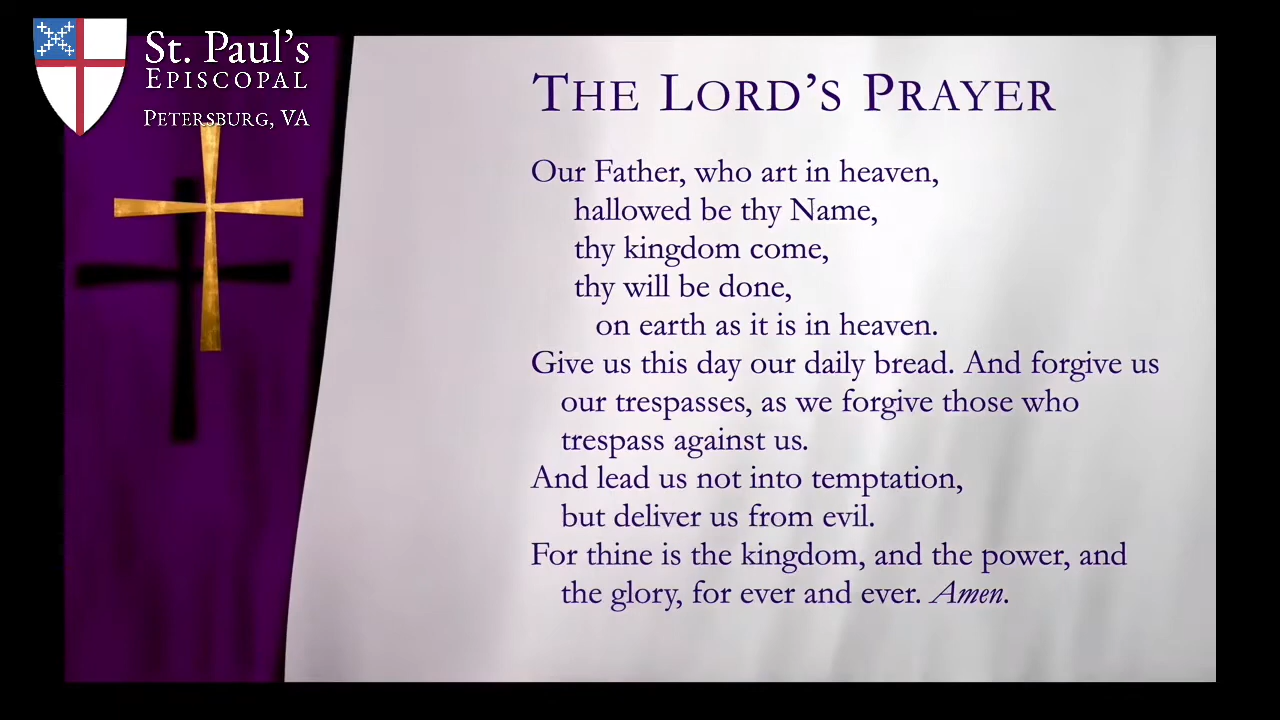 St. Paul's
Episcopal
Petersburg, VA
The Lord's Prayer
Our Father, who art in heaven,
hallowed be thy Name,
thy kingdom come,
thy will be done,
on earth as it is in heaven.
Give us this day our daily bread. And forgive us
our trespasses, as we forgive those who
trespass against us.
And lead us not into temptation,
but deliver us from evil.
For thine is the kingdom, and the power, and
the glory, for ever and ever. Amen.